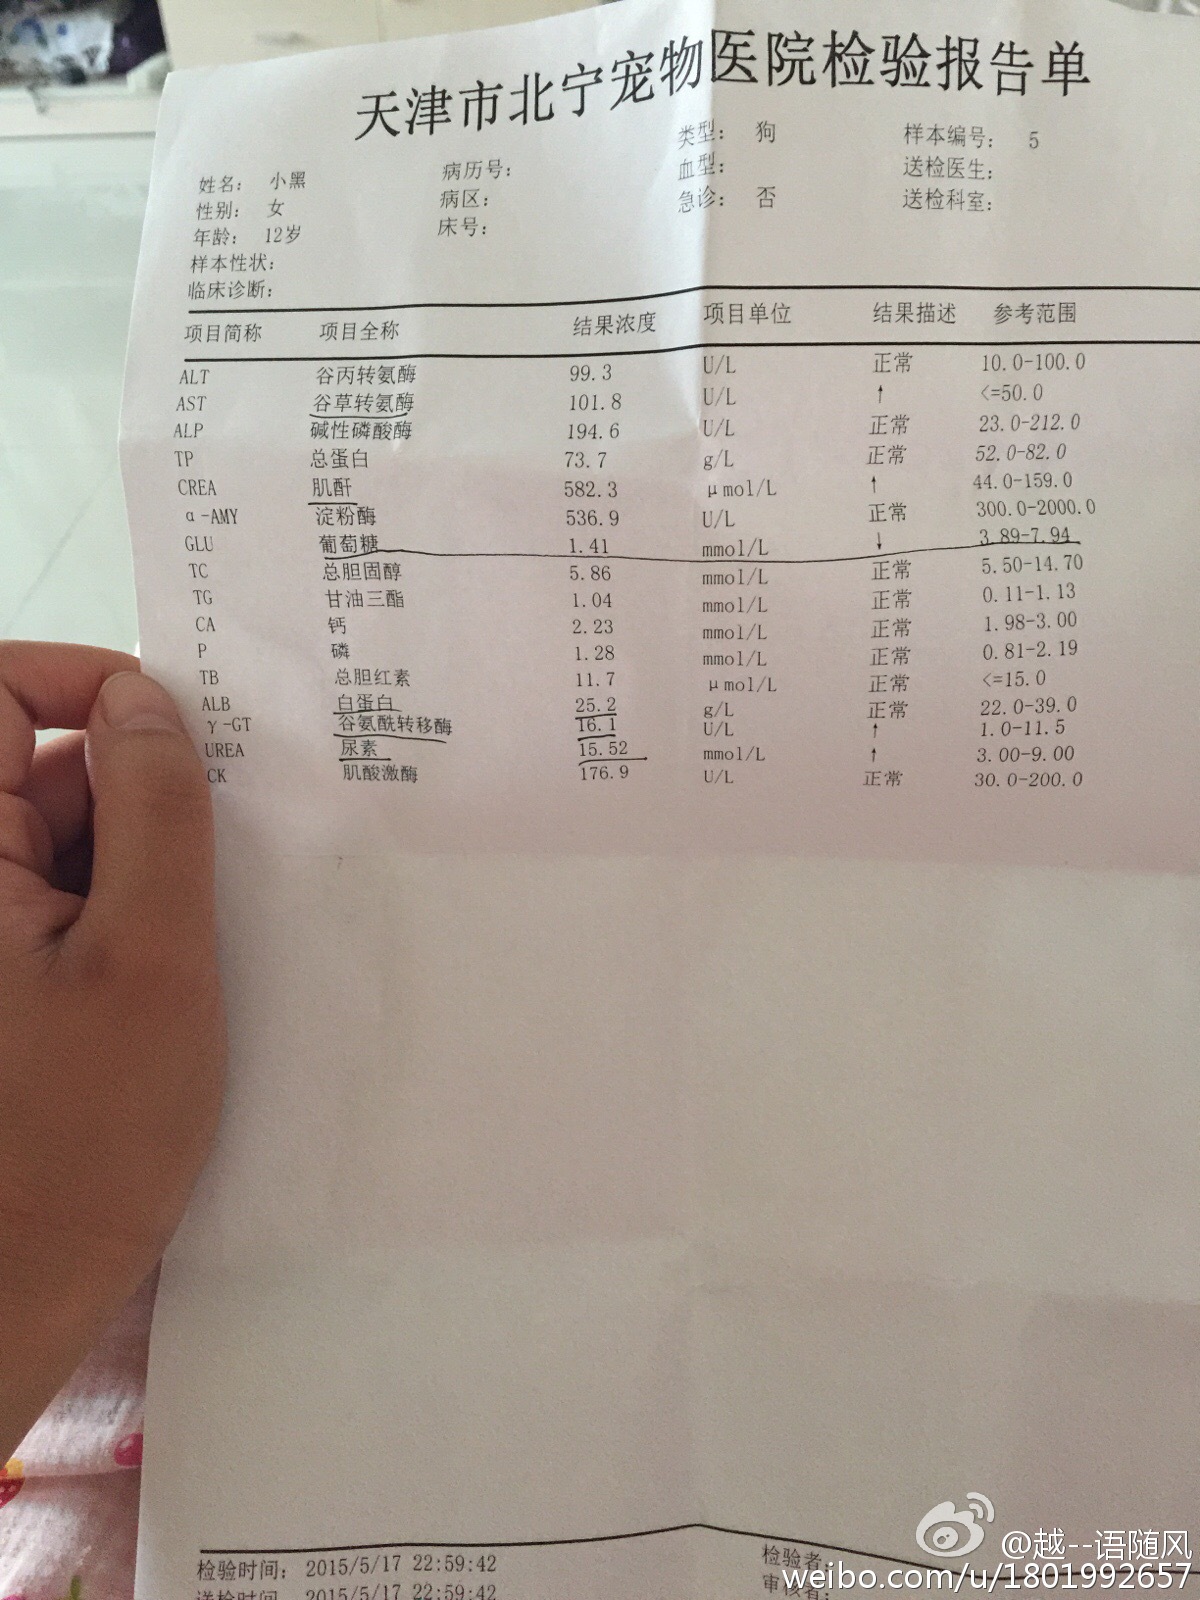 天津市北宁宠物医院检验报告单
姓名: 小黑 病历号: 类型: 狗 样本编号: 5
性别: 女 病区: 血型: 送检医生:
年龄: 12岁 床号: 急诊: 否 送检科室:
样本性状:
临床诊断:
项目简称 项目全称 结果浓度 项目单位 结果描述 参考范围
ALT 谷丙转氨酶 99.3 U/L 正常 10.0-100.0
AST 谷草转氨酶 101.8 U/L ↑ <=50.0
ALP 碱性磷酸酶 194.6 U/L 正常 23.0-212.0
TP 总蛋白 73.7 g/L 正常 52.0-82.0
CREA 肌酐 582.3 μmol/L ↑ 44.0-159.0
α-AMY 淀粉酶 536.9 U/L 正常 300.0-2000.0
GLU 葡萄糖 1.41 mmol/L ↓ 3.89-7.94
TC 总胆固醇 5.86 mmol/L 正常 5.50-14.70
TG 甘油三酯 1.04 mmol/L 正常 0.11-1.13
CA 钙 2.23 mmol/L 正常 1.98-3.00
P 磷 1.28 mmol/L 正常 0.81-2.19
TB 总胆红素 11.7 μmol/L 正常 <=15.0
ALB 白蛋白 25.2 g/L 正常 22.0-39.0
γ-GT 谷氨酰转移酶 16.1 U/L ↑ 1.0-11.5
UREA 尿素 15.52 mmol/L ↑ 3.00-9.00
CK 肌酸激酶 176.9 U/L 正常 30.0-200.0
检验时间: 2015/5/17 22:59:42 检验者:
送检时间: 2015/5/17 22:59:42 审核者:
@越--语随风
weibo.com/u/1801992657